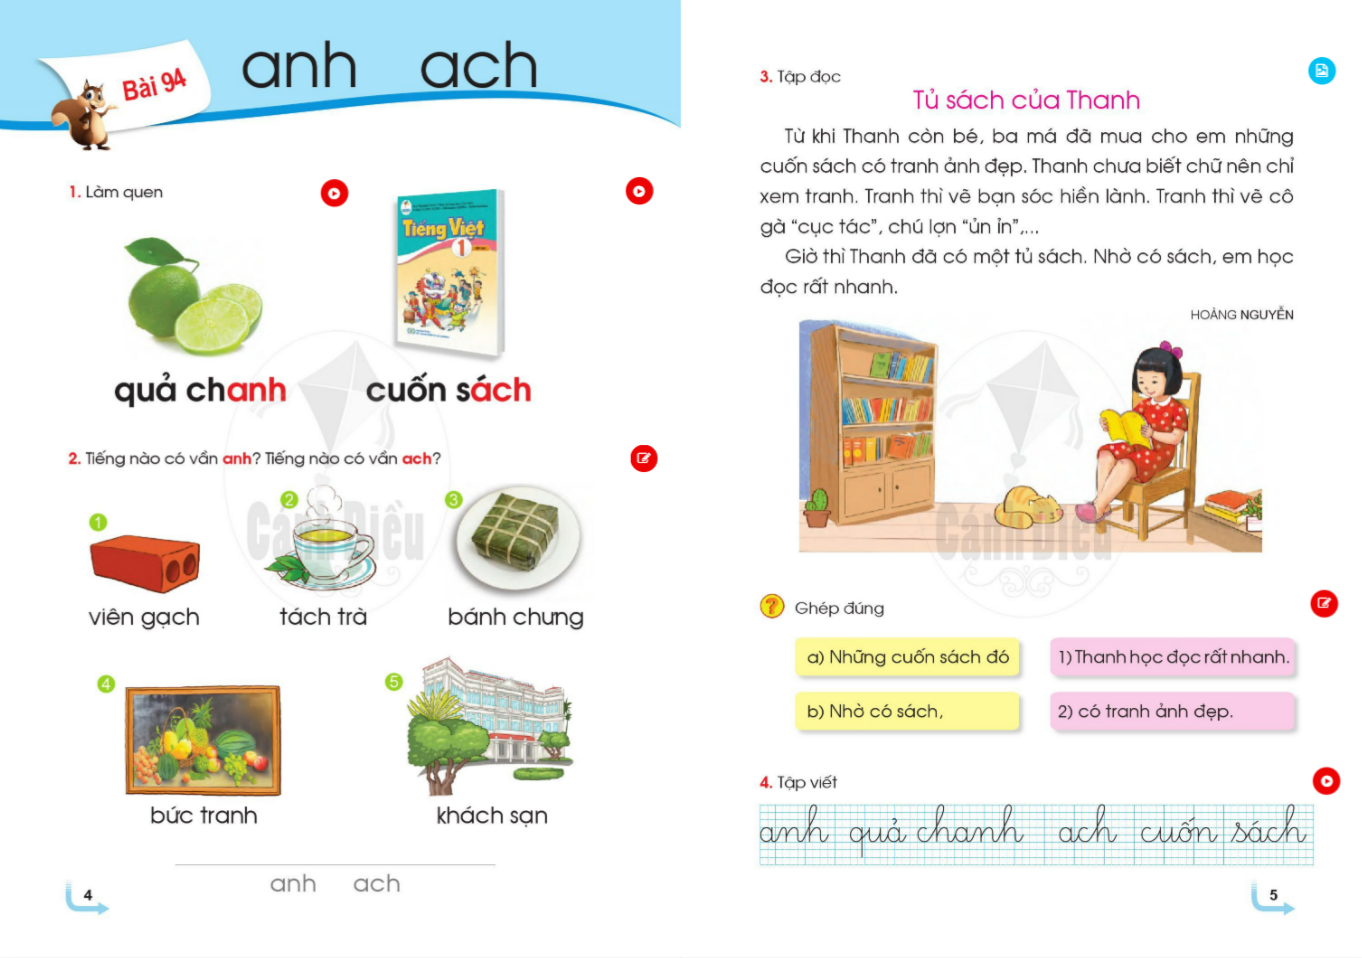 Bài 94
anh ach
1. Làm quen
Tiếng Việt
1
quả chanh cuốn sách
2. Tiếng nào có vần anh? Tiếng nào có vần ach?
1
2
3
viên gạch tách trà bánh chưng
4
5
bức tranh khách sạn
anh ach
4
3. Tập đọc
Tủ sách của Thanh
Từ khi Thanh còn bé, ba má đã mua cho em những
cuốn sách có tranh ảnh đẹp. Thanh chưa biết chữ nên chỉ
xem tranh. Tranh thì vẽ bạn sóc hiền lành. Tranh thì vẽ cô
gà “cục tác”, chú lợn “ủn ỉn”,...
Giờ thì Thanh đã có một tủ sách. Nhờ có sách, em học
đọc rất nhanh.
HOÀNG NGUYỄN
? Ghép đúng
a) Những cuốn sách đó 1) Thanh học đọc rất nhanh.
b) Nhờ có sách, 2) có tranh ảnh đẹp.
4. Tập viết
anh quả chanh ach cuốn sách
5
Cánh Diều
Cánh Diều